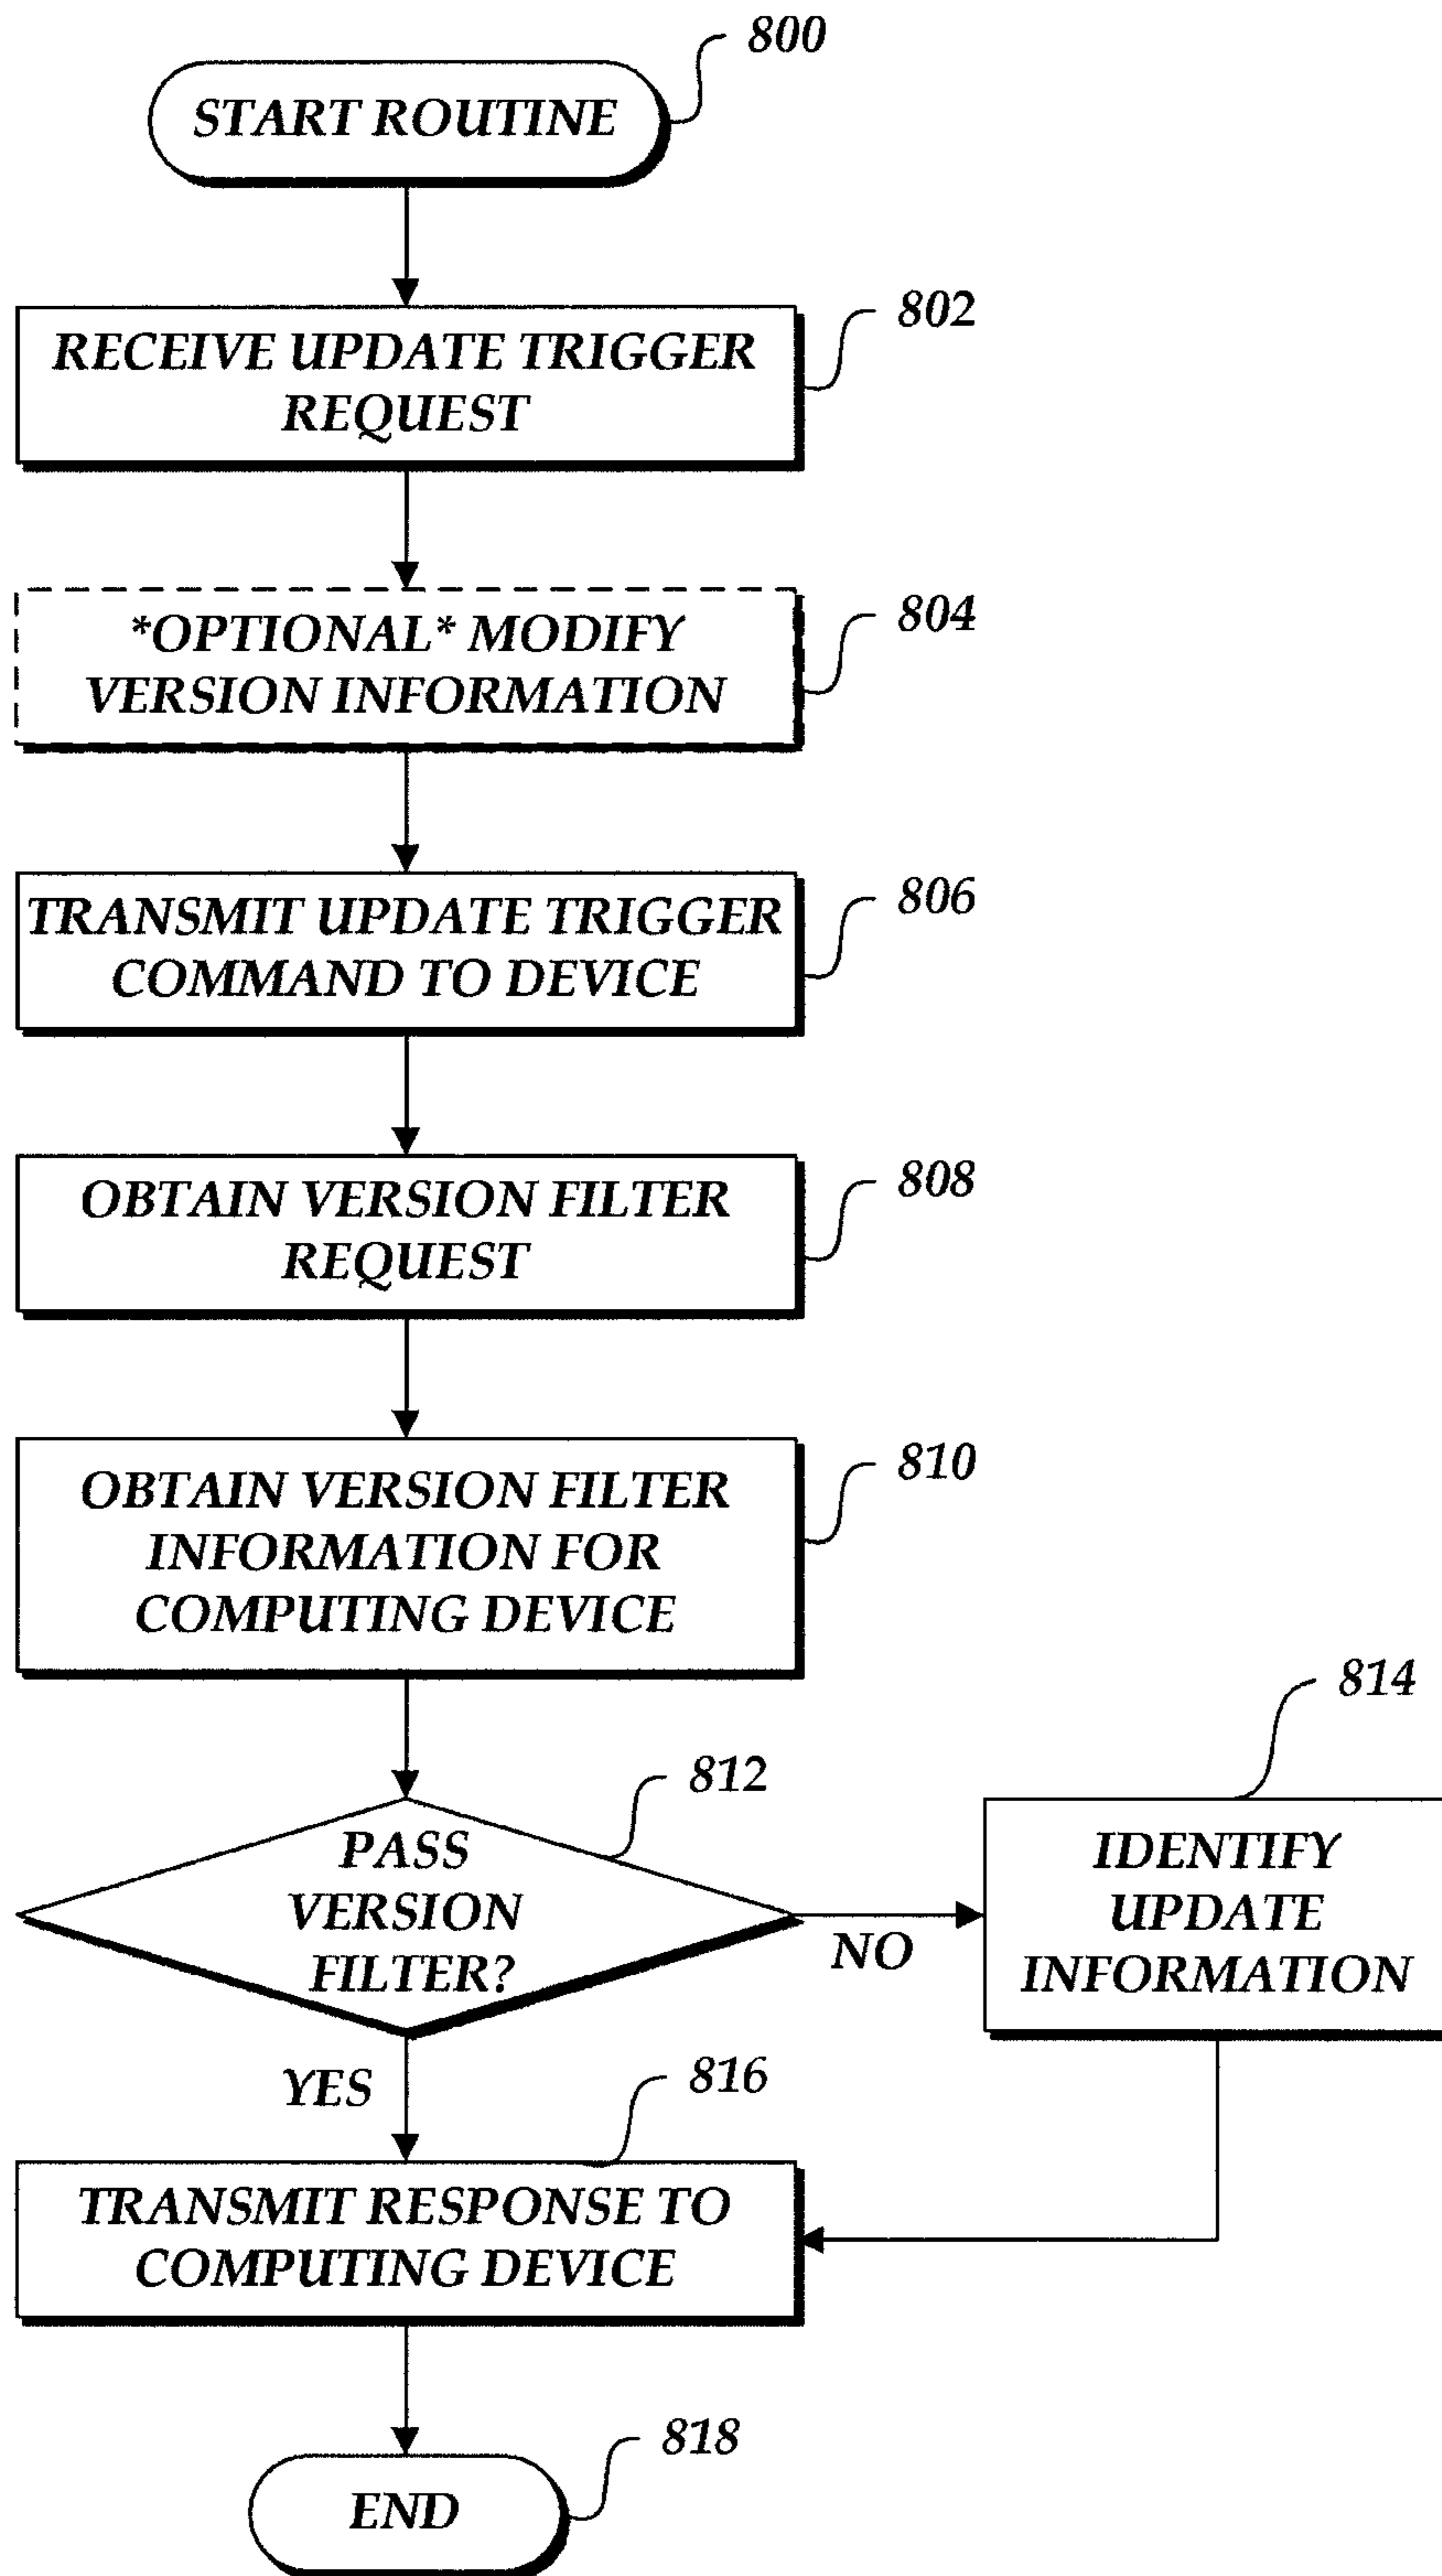 800
START ROUTINE
802
RECEIVE UPDATE TRIGGER
REQUEST
804
*OPTIONAL* MODIFY
VERSION INFORMATION
806
TRANSMIT UPDATE TRIGGER
COMMAND TO DEVICE
808
OBTAIN VERSION FILTER
REQUEST
810
OBTAIN VERSION FILTER
INFORMATION FOR
COMPUTING DEVICE
812
PASS
VERSION
FILTER?
NO
814
IDENTIFY
UPDATE
INFORMATION
YES
816
TRANSMIT RESPONSE TO
COMPUTING DEVICE
818
END